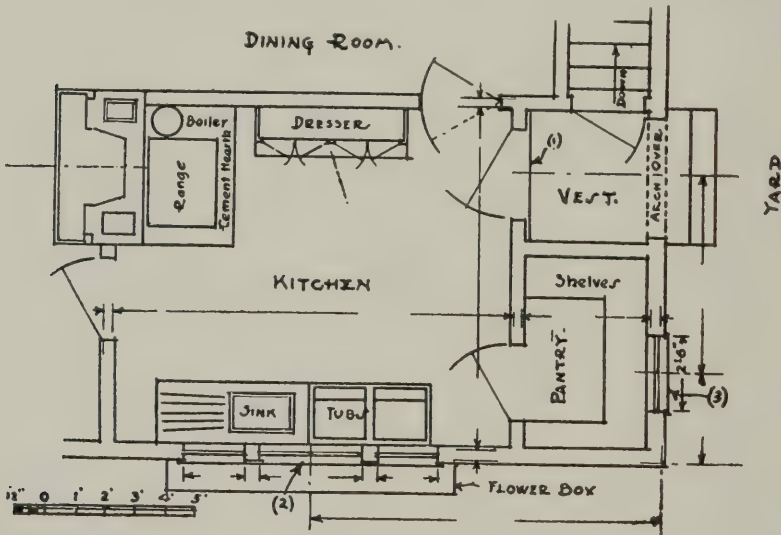 DINING ROOM.
DOWN
Boiler
DRESSER
Range
Cement Hearth
(1)
VEST.
ARCH OVER
YARD
KITCHEN
Shelves
PANTRY.
2'6"
(3)
SINK
TUBS
(2)
FLOWER BOX
12" 0 1' 2' 3' 4' 5'